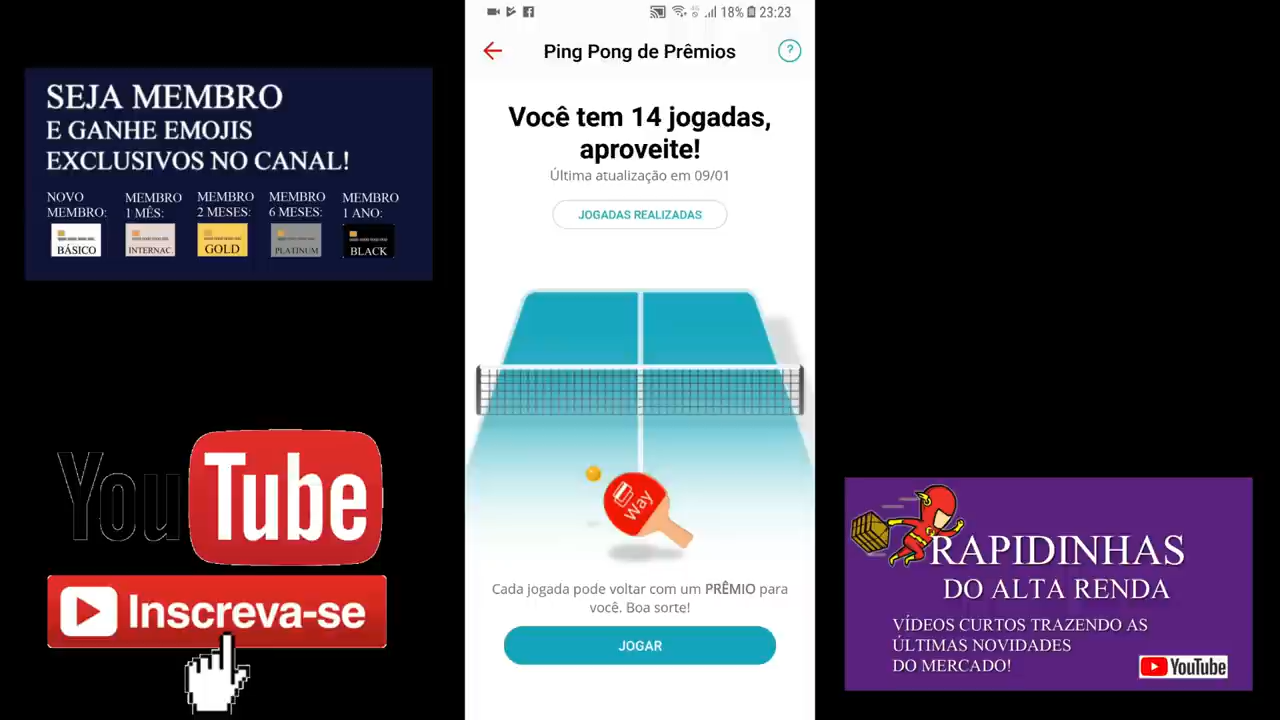 SEJA MEMBRO
E GANHE EMOJIS
EXCLUSIVOS NO CANAL!
NOVO
MEMBRO:
MEMBRO
1 MÊS:
MEMBRO
2 MESES:
MEMBRO
6 MESES:
MEMBRO
1 ANO:
BÁSICO
INTERNAC
GOLD
PLATINUM
BLACK
YouTube
Inscreva-se
18% 23:23
Ping Pong de Prêmios
?
Você tem 14 jogadas,
aproveite!
Última atualização em 09/01
JOGADAS REALIZADAS
Way
Cada jogada pode voltar com um PRÊMIO para
você. Boa sorte!
JOGAR
RAPIDINHAS
DO ALTA RENDA
VÍDEOS CURTOS TRAZENDO AS
ÚLTIMAS NOVIDADES
DO MERCADO!
YouTube